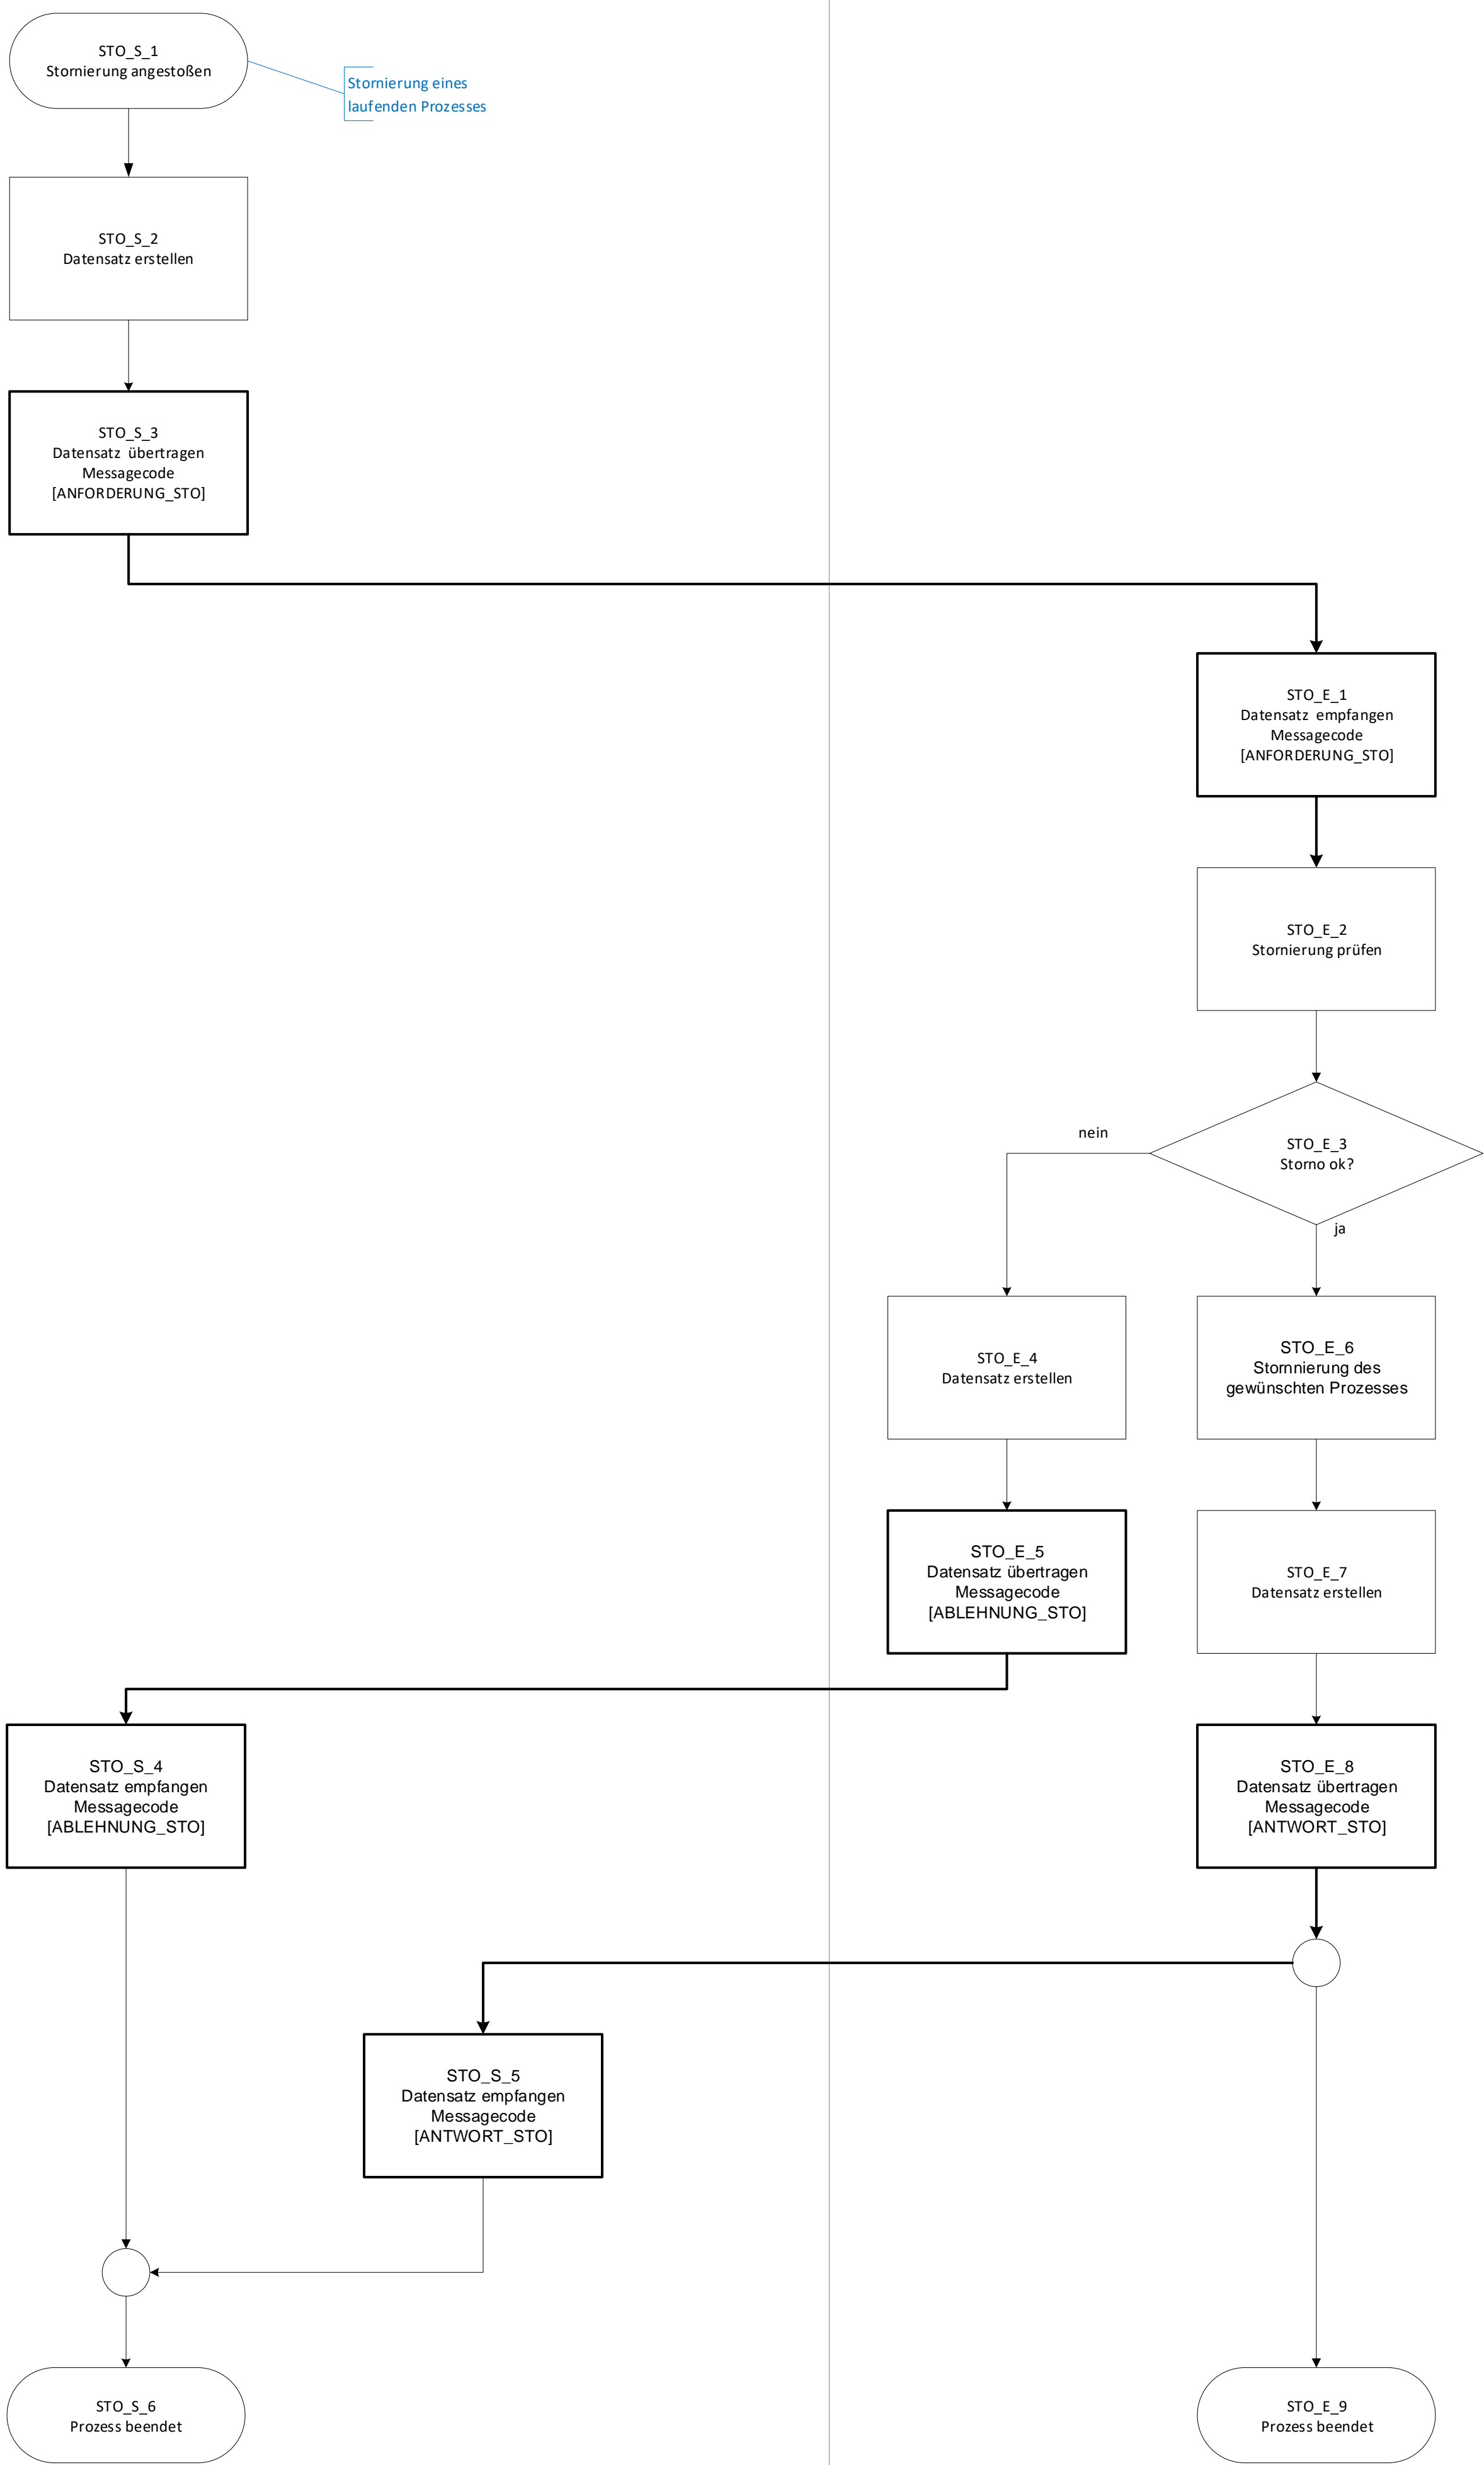 STO_S_1
Stornierung angestoßen
Stornierung eines
laufenden Prozesses
STO_S_2
Datensatz erstellen
STO_S_3
Datensatz übertragen
Messagecode
[ANFORDERUNG_STO]
STO_E_1
Datensatz empfangen
Messagecode
[ANFORDERUNG_STO]
STO_E_2
Stornierung prüfen
nein
STO_E_3
Storno ok?
ja
STO_E_4
Datensatz erstellen
STO_E_6
Stornnierung des
gewünschten Prozesses
STO_E_5
Datensatz übertragen
Messagecode
[ABLEHNUNG_STO]
STO_E_7
Datensatz erstellen
STO_S_4
Datensatz empfangen
Messagecode
[ABLEHNUNG_STO]
STO_E_8
Datensatz übertragen
Messagecode
[ANTWORT_STO]
STO_S_5
Datensatz empfangen
Messagecode
[ANTWORT_STO]
STO_S_6
Prozess beendet
STO_E_9
Prozess beendet